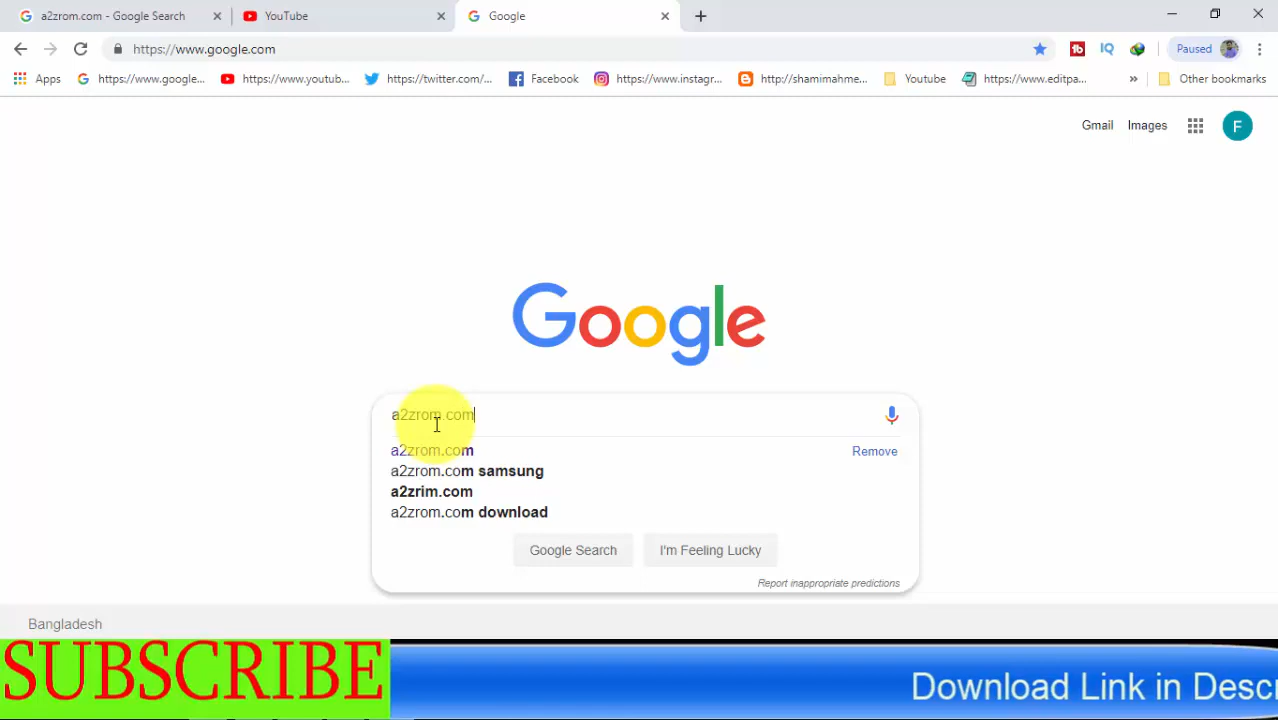 a2zrom.com - Google Search
YouTube
Google
https://www.google.com
Paused
Apps
https://www.google...
https://www.youtub...
https://twitter.com/...
Facebook
https://www.instagr...
http://shamimahme...
Youtube
https://www.editpa...
»
Other bookmarks
Gmail
Images
F
Google
a2zrom.com
a2zrom.com
Remove
a2zrom.com samsung
a2zrim.com
a2zrom.com download
Google Search
I'm Feeling Lucky
Report inappropriate predictions
Bangladesh
SUBSCRIBE
Download Link in Descr